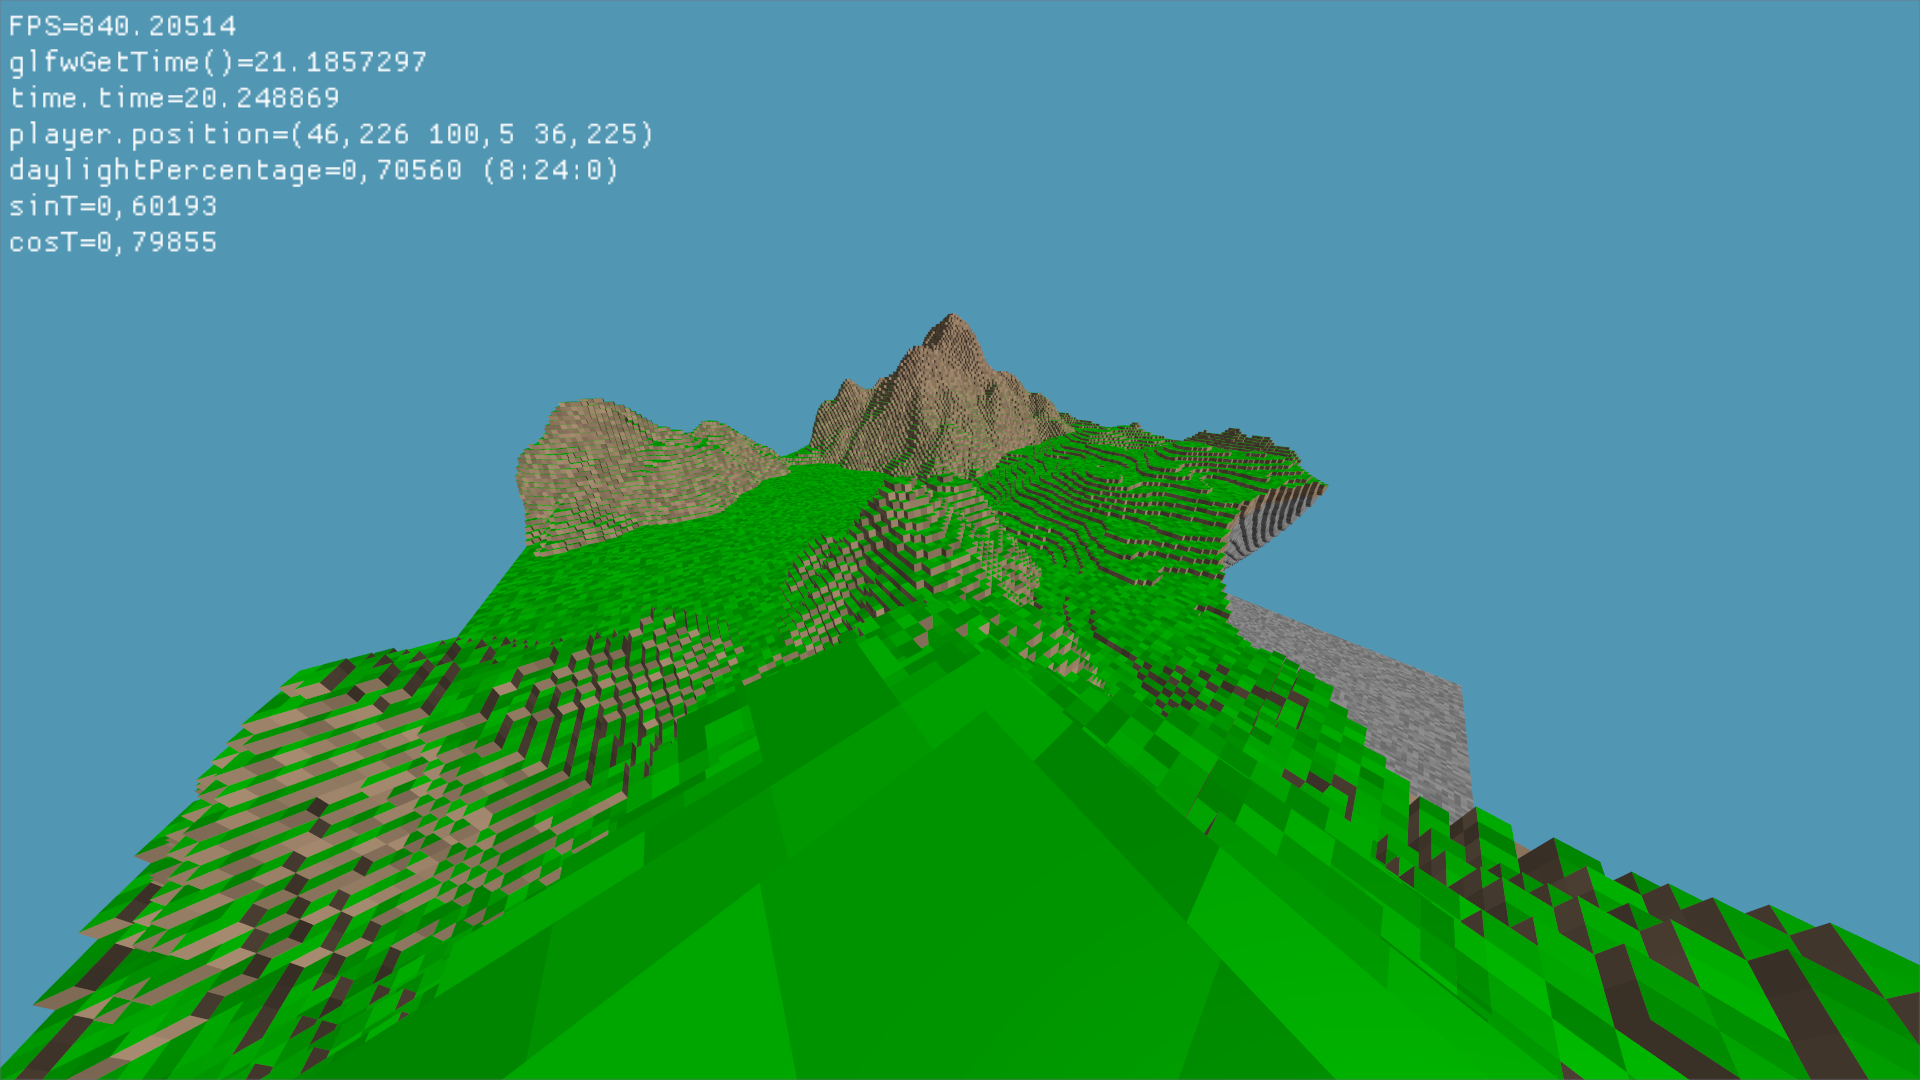 FPS=840.20514
glfwGetTime()=21.1857297
time.time=20.248869
player.position=(46,226 100,5 36,225)
daylightPercentage=0,70560 (8:24:0)
sinT=0,60193
cosT=0,79855